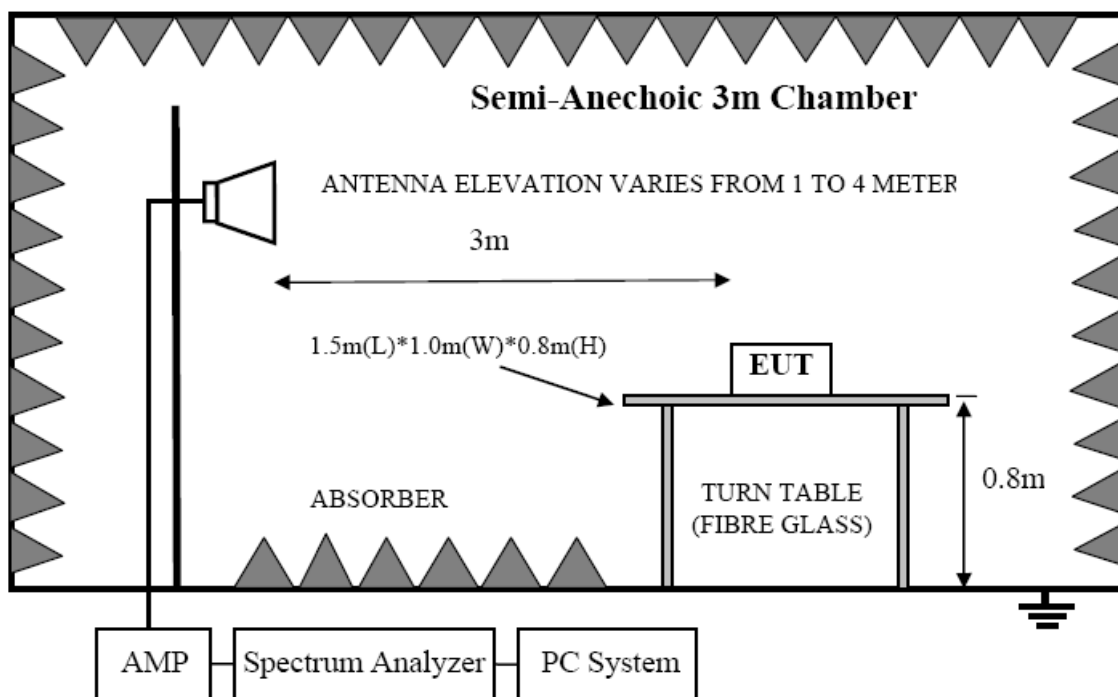 Semi-Anechoic 3m Chamber
ANTENNA ELEVATION VARIES FROM 1 TO 4 METER
3m
1.5m(L)*1.0m(W)*0.8m(H)
EUT
0.8m
ABSORBER
TURN TABLE
(FIBRE GLASS)
AMP
Spectrum Analyzer
PC System